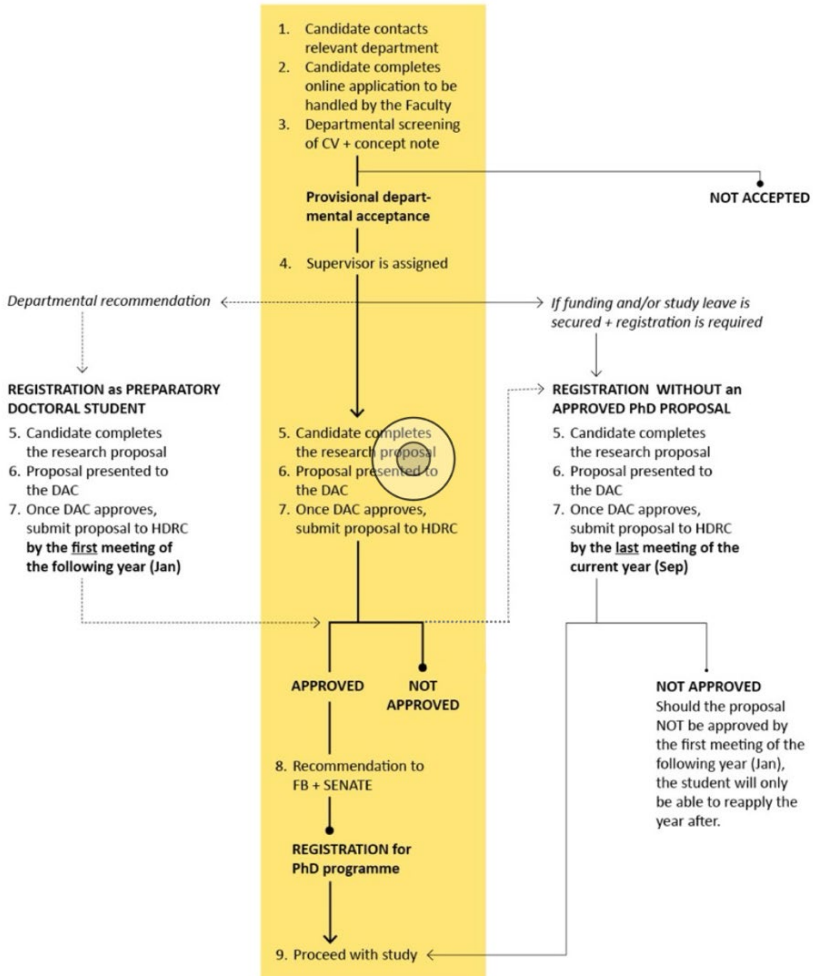 1. Candidate contacts
relevant department
2. Candidate completes
online application to be
handled by the Faculty
3. Departmental screening
of CV + concept note
NOT ACCEPTED
Provisional depart-
mental acceptance
4. Supervisor is assigned
Departmental recommendation
If funding and/or study leave is
secured + registration is required
REGISTRATION as PREPARATORY
DOCTORAL STUDENT
5. Candidate completes
the research proposal
6. Proposal presented to
the DAC
7. Once DAC approves,
submit proposal to HDRC
by the first meeting of
the following year (Jan)
5. Candidate completes
the research proposal
6. Proposal presented to
the DAC
7. Once DAC approves,
submit proposal to HDRC
REGISTRATION WITHOUT an
APPROVED PhD PROPOSAL
5. Candidate completes
the research proposal
6. Proposal presented to
the DAC
7. Once DAC approves,
submit proposal to HDRC
by the last meeting of the
current year (Sep)
APPROVED
NOT
APPROVED
NOT APPROVED
Should the proposal
NOT be approved by
the first meeting of the
following year (Jan),
the student will only
be able to reapply the
year after.
8. Recommendation to
FB + SENATE
REGISTRATION for
PhD programme
9. Proceed with study